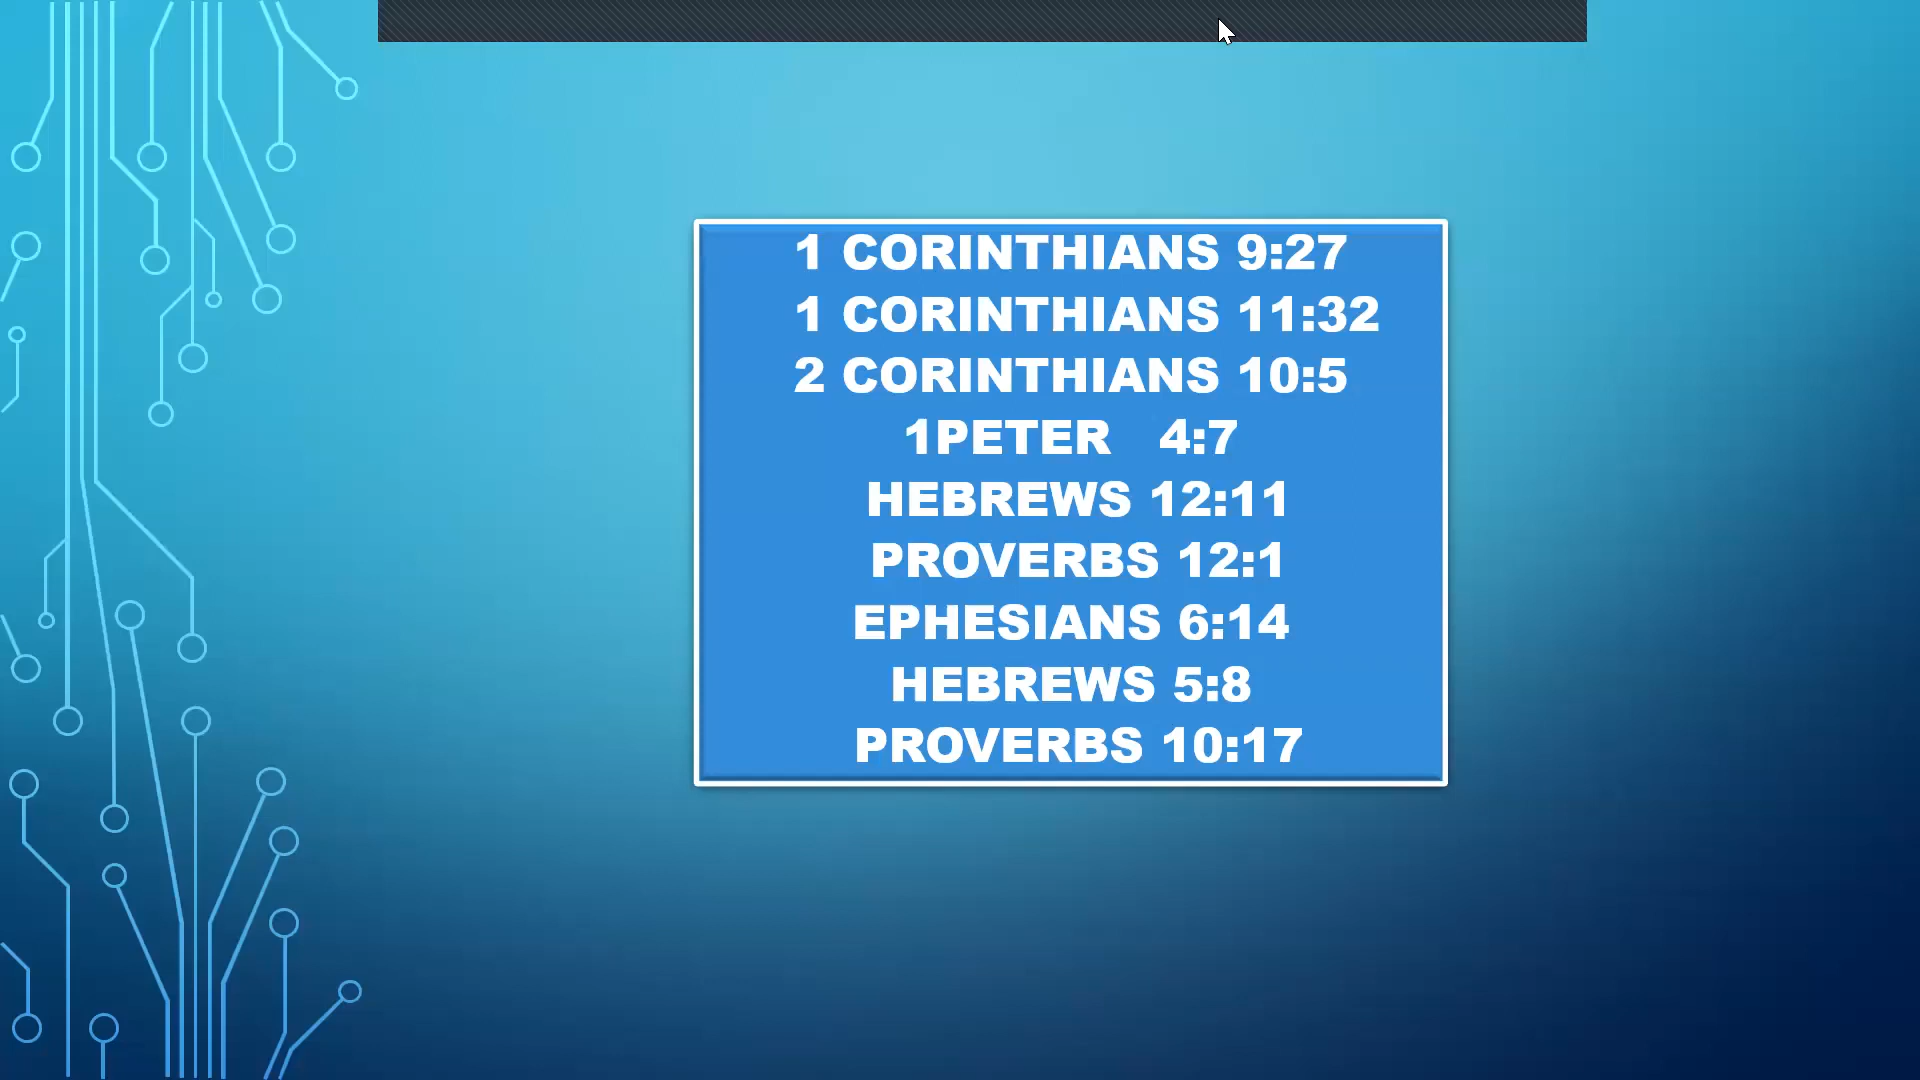 1 CORINTHIANS 9:27
1 CORINTHIANS 11:32
2 CORINTHIANS 10:5
1PETER   4:7
HEBREWS 12:11
PROVERBS 12:1
EPHESIANS 6:14
HEBREWS 5:8
PROVERBS 10:17